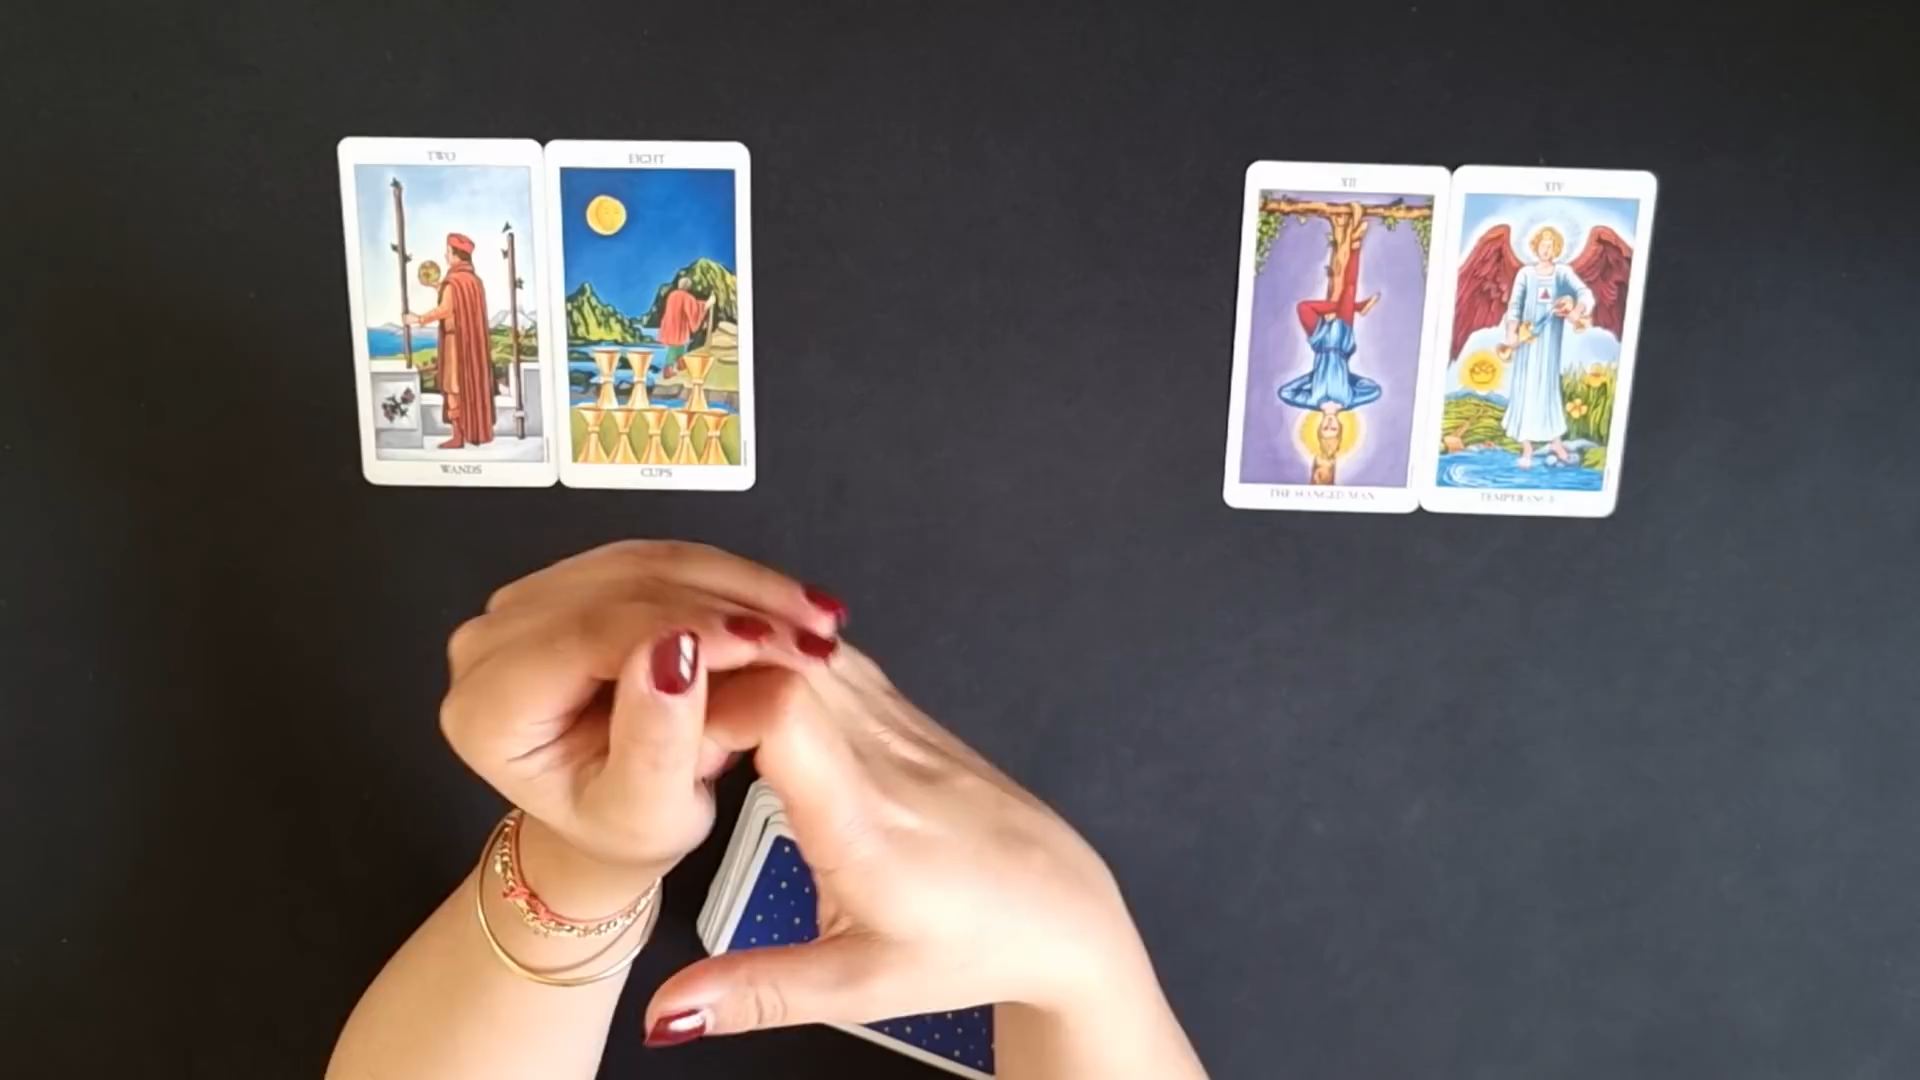 TWO
WANDS
EIGHT
CUPS
XII
THE HANGED MAN
XIV
TEMPERANCE